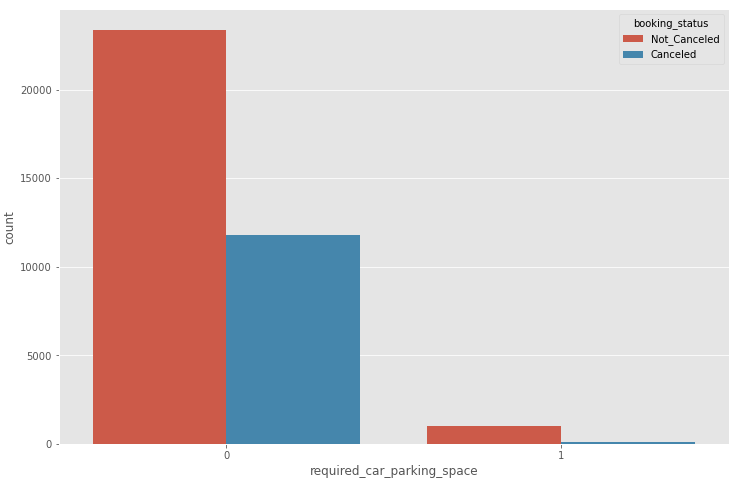 booking_status
Not_Canceled
Canceled
20000
15000
10000
5000
0
count
0 1
required_car_parking_space